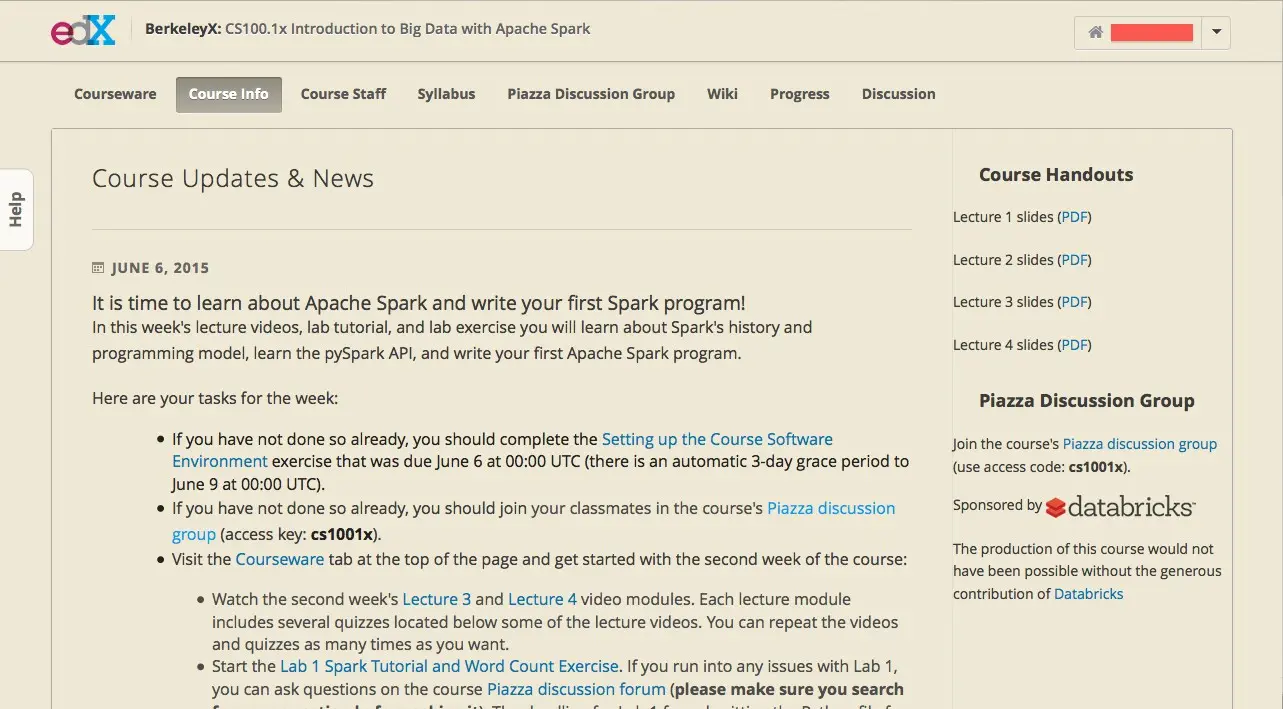 edX
BerkeleyX: CS100.1x Introduction to Big Data with Apache Spark
Courseware Course Info Course Staff Syllabus Piazza Discussion Group Wiki Progress Discussion
Help
Course Updates & News
JUNE 6, 2015
It is time to learn about Apache Spark and write your first Spark program!
In this week's lecture videos, lab tutorial, and lab exercise you will learn about Spark's history and
programming model, learn the pySpark API, and write your first Apache Spark program.
Here are your tasks for the week:
If you have not done so already, you should complete the Setting up the Course Software
Environment exercise that was due June 6 at 00:00 UTC (there is an automatic 3-day grace period to
June 9 at 00:00 UTC).
If you have not done so already, you should join your classmates in the course's Piazza discussion
group (access key: cs1001x).
Visit the Courseware tab at the top of the page and get started with the second week of the course:
Watch the second week's Lecture 3 and Lecture 4 video modules. Each lecture module
includes several quizzes located below some of the lecture videos. You can repeat the videos
and quizzes as many times as you want.
Start the Lab 1 Spark Tutorial and Word Count Exercise. If you run into any issues with Lab 1,
you can ask questions on the course Piazza discussion forum (please make sure you search
Course Handouts
Lecture 1 slides (PDF)
Lecture 2 slides (PDF)
Lecture 3 slides (PDF)
Lecture 4 slides (PDF)
Piazza Discussion Group
Join the course's Piazza discussion group
(use access code: cs1001x).
Sponsored by databricks™
The production of this course would not
have been possible without the generous
contribution of Databricks